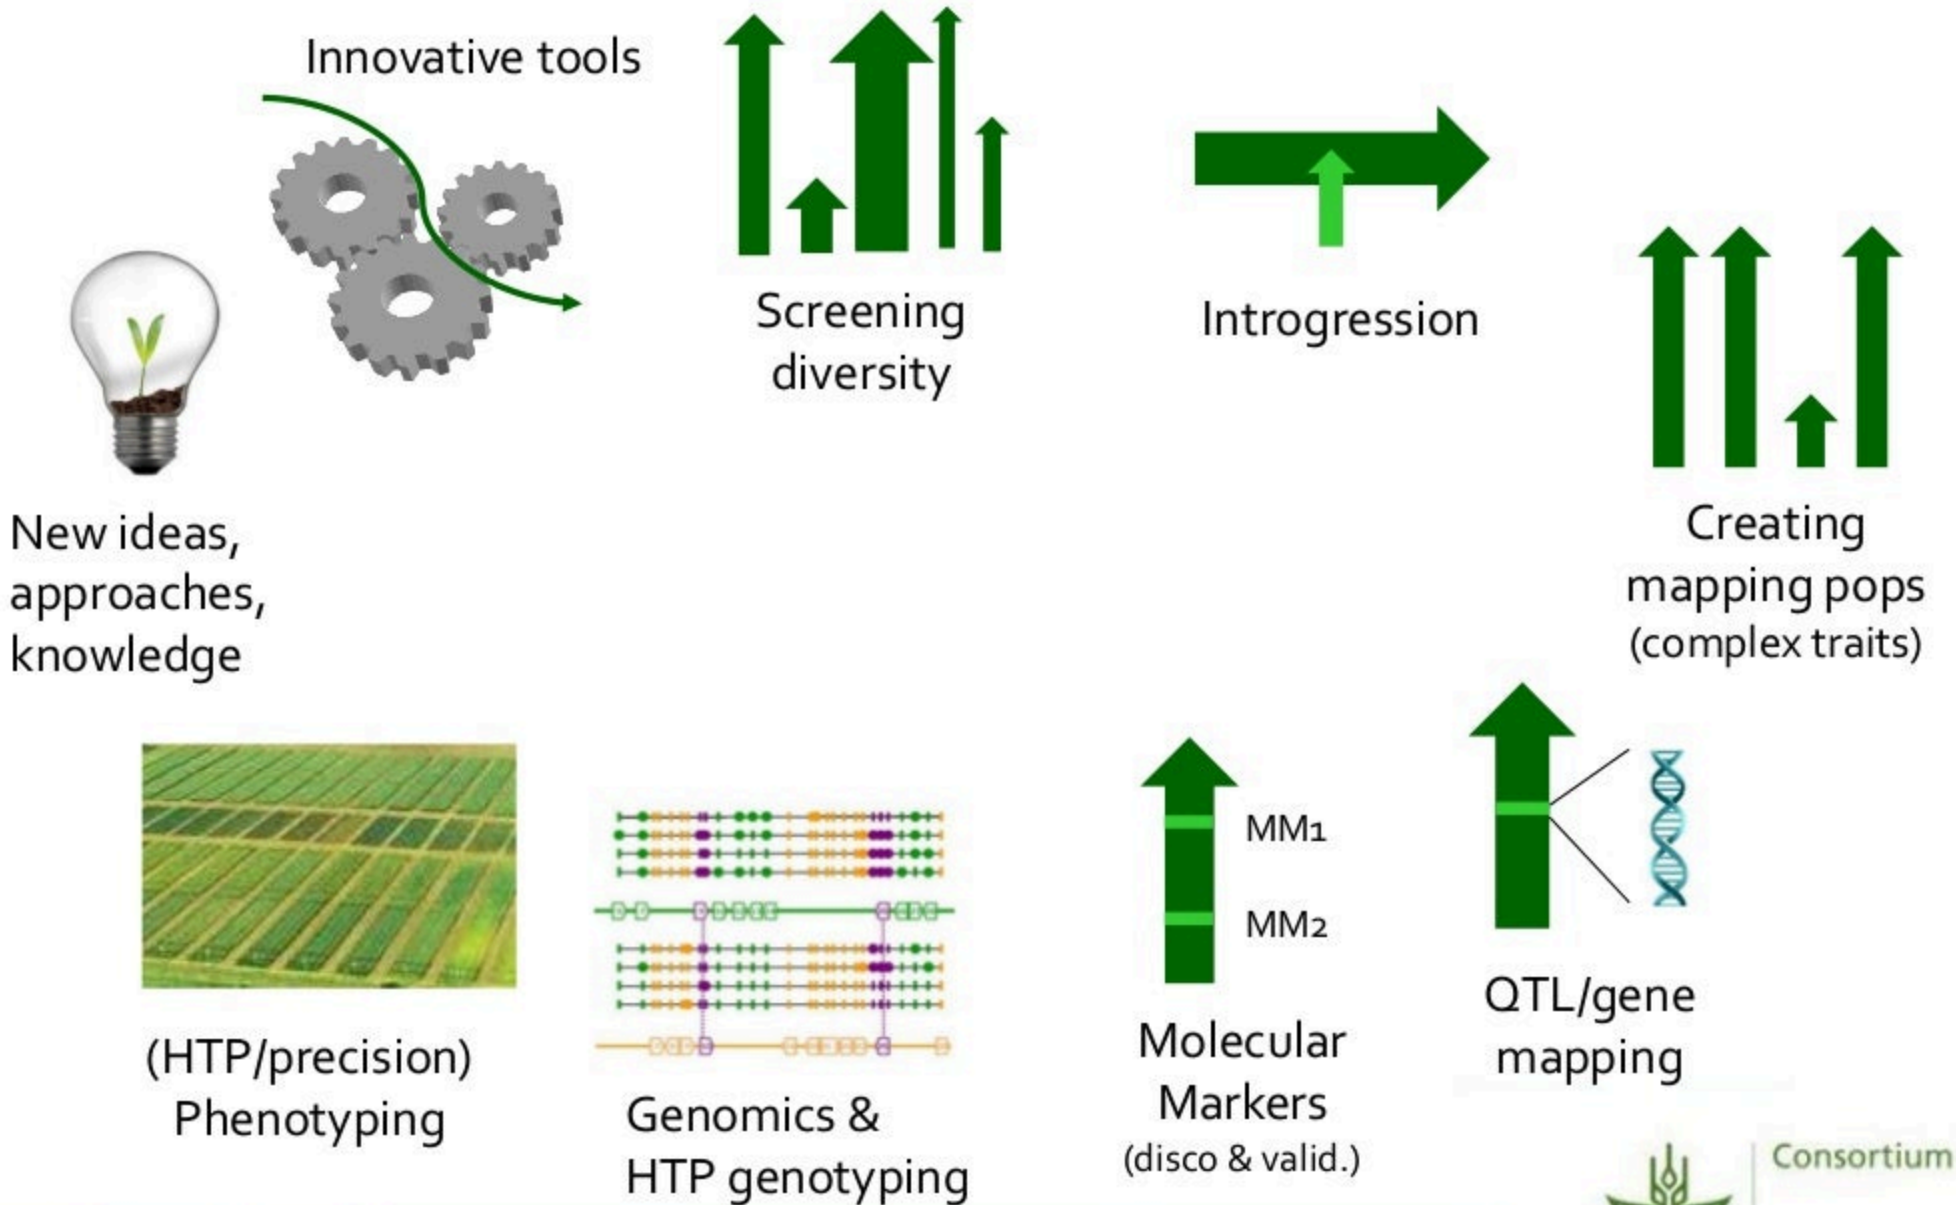 Innovative tools
Screening
diversity
Introgression
New ideas,
approaches,
knowledge
Creating
mapping pops
(complex traits)
(HTP/precision)
Phenotyping
Genomics &
HTP genotyping
MM1
MM2
Molecular
Markers
(disco & valid.)
QTL/gene
mapping
Consortium